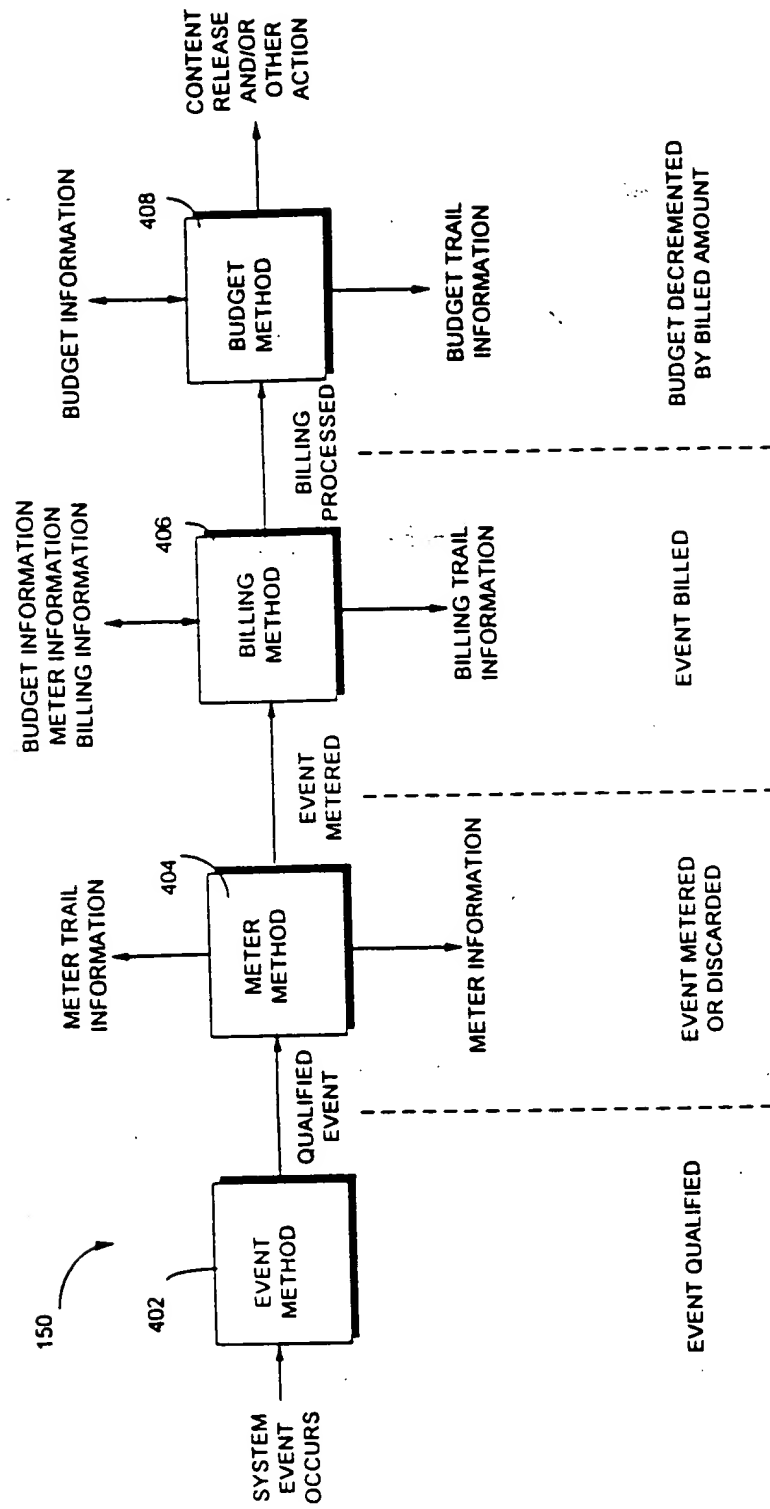 150
SYSTEM
EVENT
OCCURS
402
EVENT
METHOD
QUALIFIED
EVENT
EVENT QUALIFIED
METER TRAIL
INFORMATION
404
METER
METHOD
METER INFORMATION
EVENT
METERED
EVENT METERED
OR DISCARDED
BUDGET INFORMATION
METER INFORMATION
BILLING INFORMATION
406
BILLING
METHOD
BILLING TRAIL
INFORMATION
BILLING
PROCESSED
EVENT BILLED
BUDGET INFORMATION
408
BUDGET
METHOD
BUDGET TRAIL
INFORMATION
CONTENT
RELEASE
AND/OR
OTHER
ACTION
BUDGET DECREMENTED
BY BILLED AMOUNT